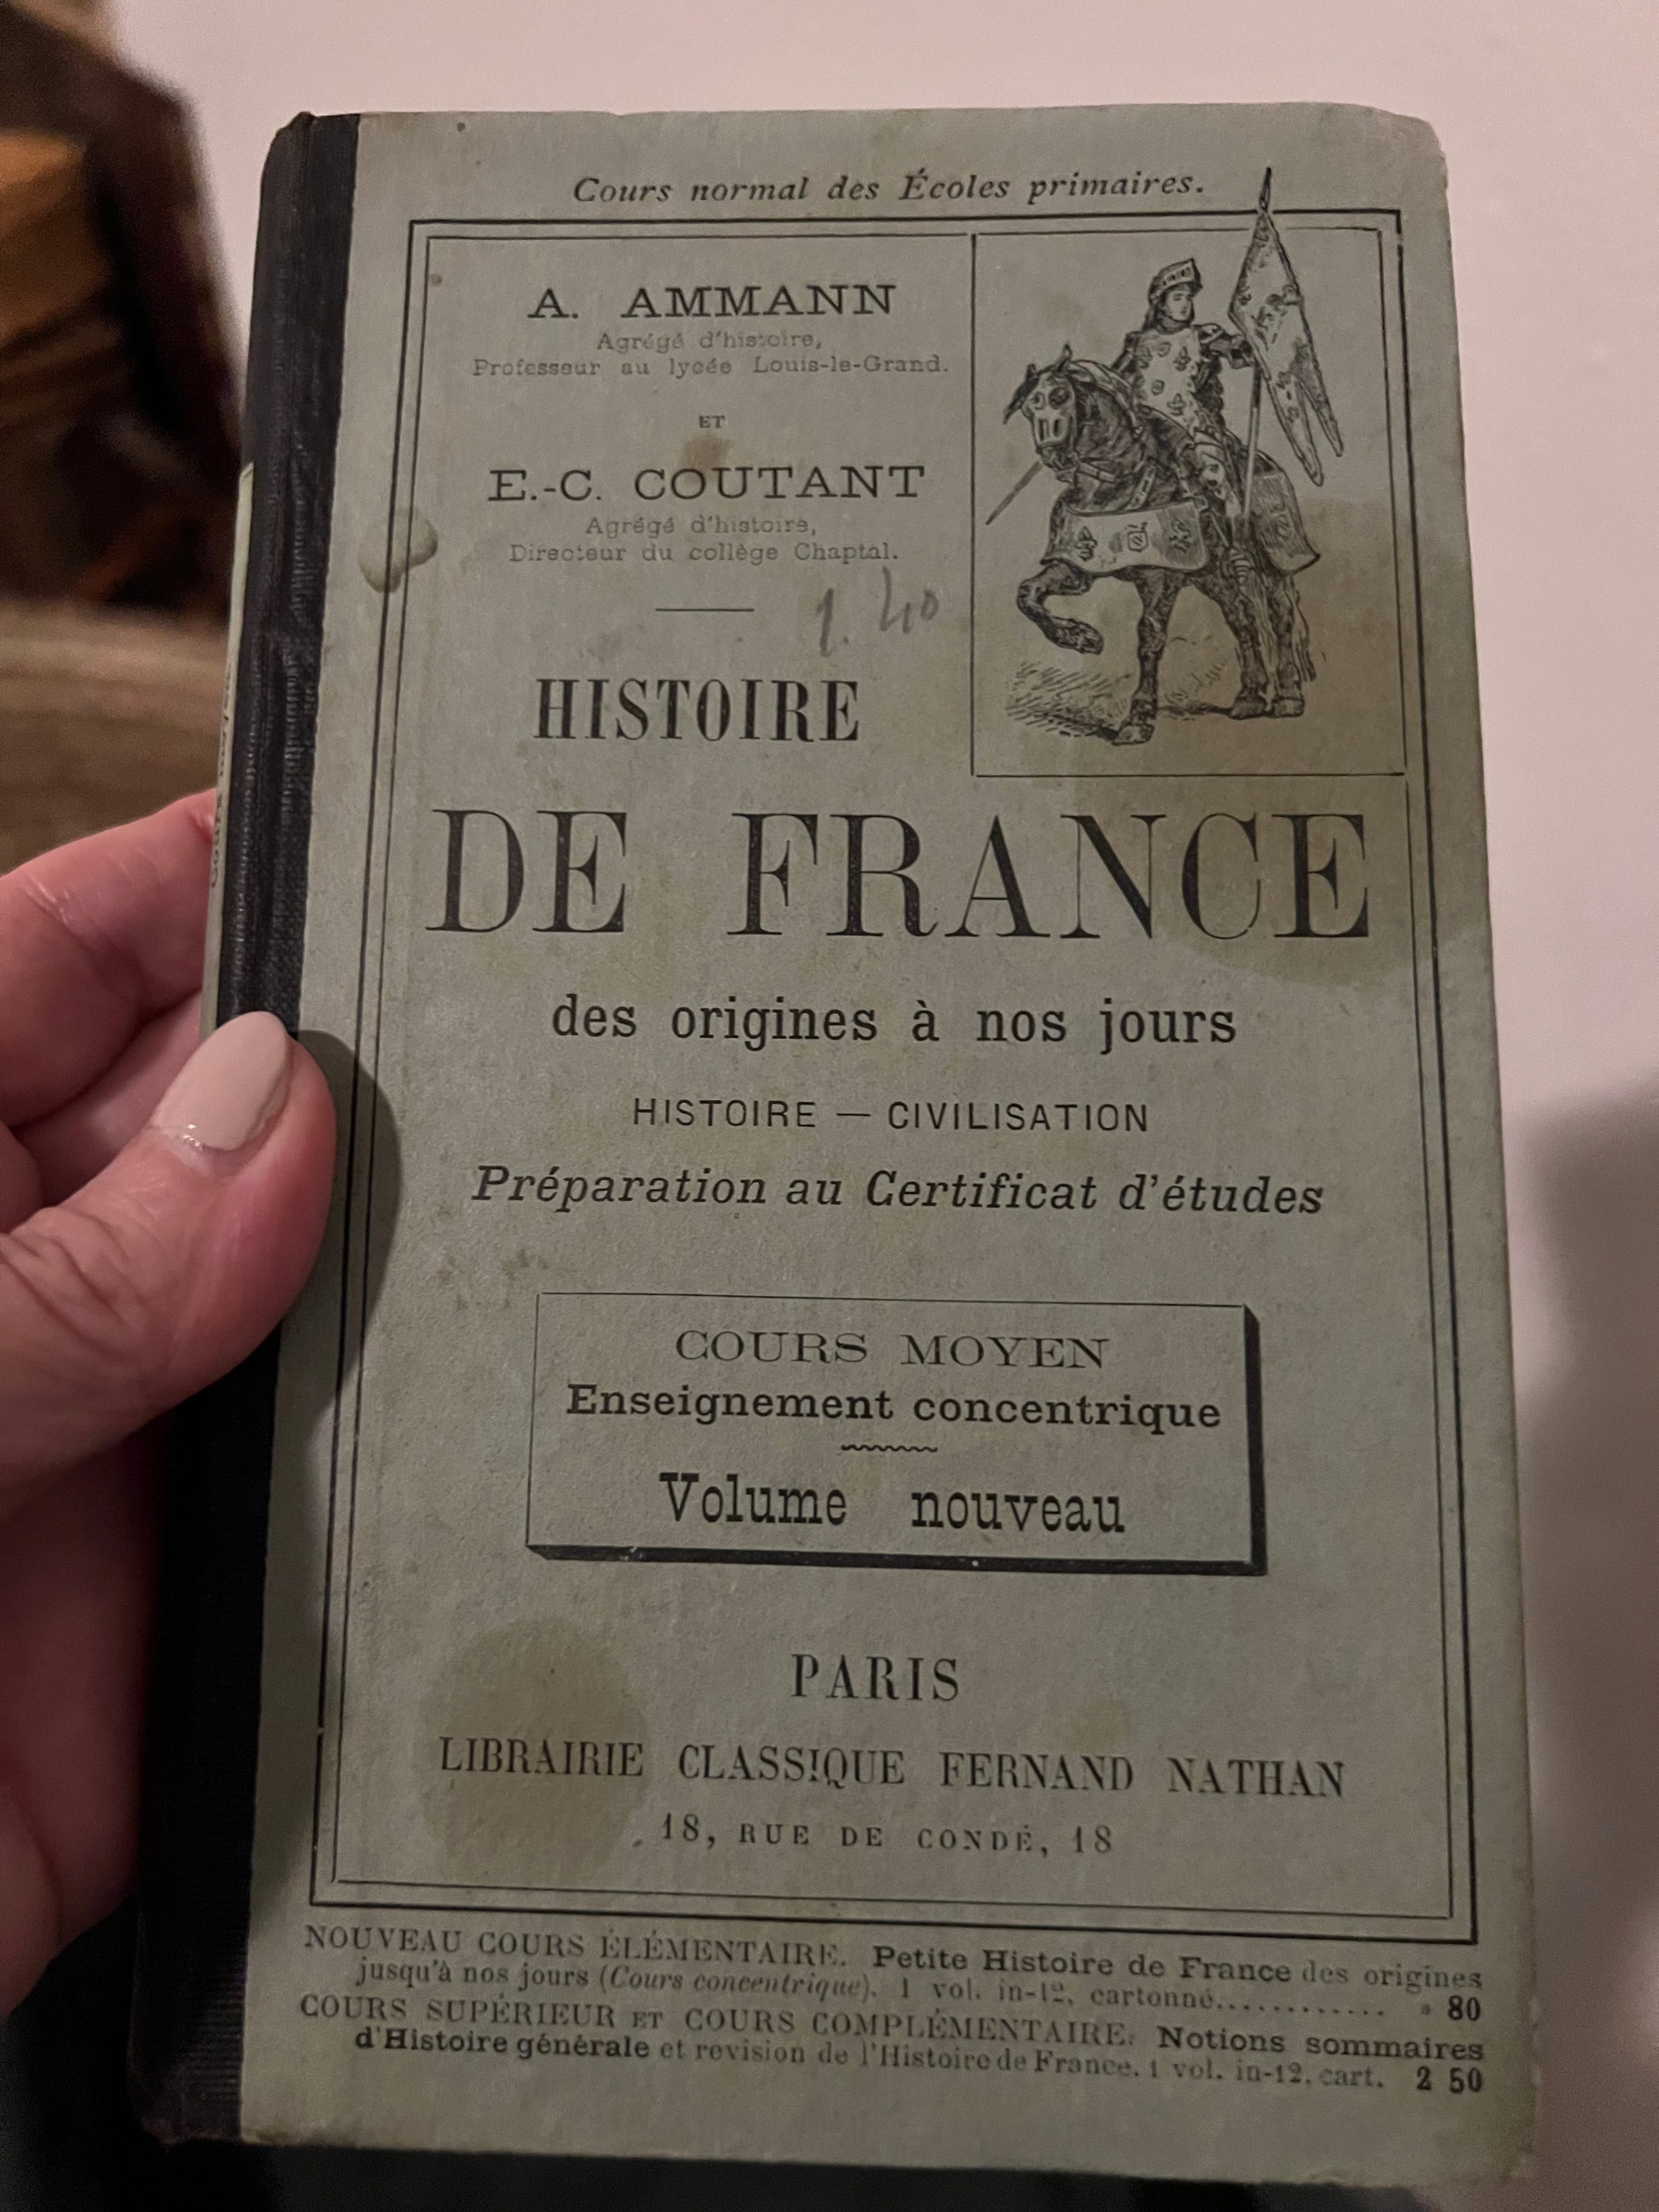 Cours normal des Écoles primaires.
A. AMMANN
Agrégé d'histoire,
Professeur au lycée Louis-le-Grand.
ET
E.-C. COUTANT
Agrégé d'histoire,
Directeur du collège Chaptal.
1.40
HISTOIRE
DE FRANCE
des origines à nos jours
HISTOIRE — CIVILISATION
Préparation au Certificat d'études
COURS MOYEN
Enseignement concentrique
Volume nouveau
PARIS
LIBRAIRIE CLASSIQUE FERNAND NATHAN
18, RUE DE CONDÉ, 18
NOUVEAU COURS ÉLÉMENTAIRE. Petite Histoire de France des origines
jusqu'à nos jours (Cours concentrique). 1 vol. in-12, cartonné............ » 80
COURS SUPÉRIEUR ET COURS COMPLÉMENTAIRE. Notions sommaires
d'Histoire générale et revision de l'Histoire de France. 1 vol. in-12, cart. 2 50